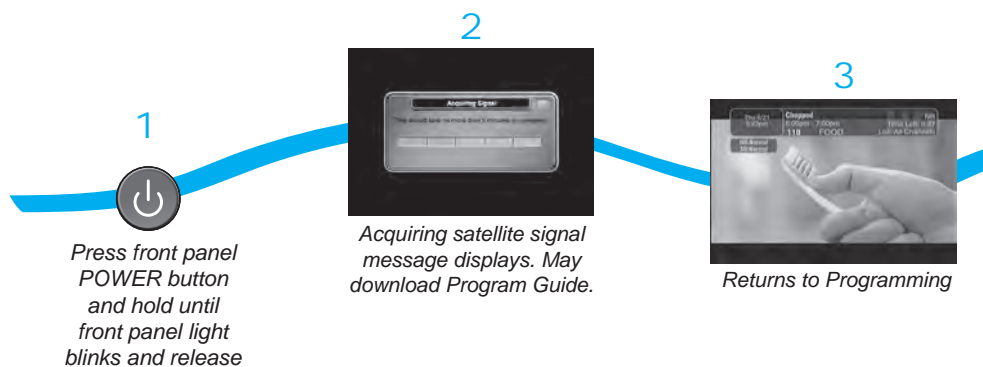 1
Press front panel
POWER button
and hold until
front panel light
blinks and release
2
Acquiring Signal
Acquiring satellite signal
message displays. May
download Program Guide.
3
Chopped
118 FOOD
Returns to Programming